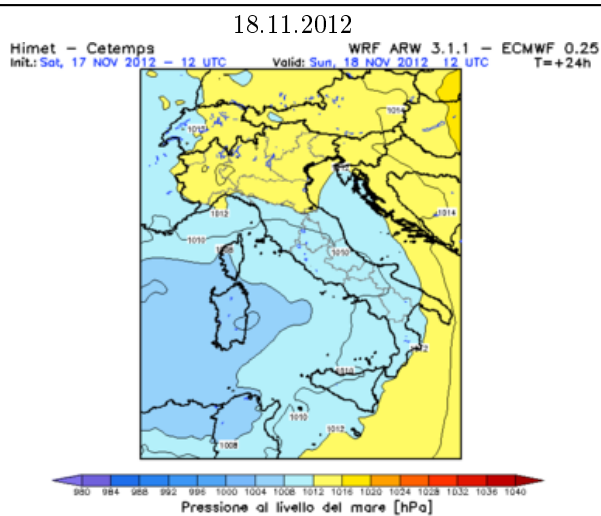 18.11.2012
Himet - Cetemps WRF ARW 3.1.1 - ECMWF 0.25
Init.: Sat, 17 NOV 2012 - 12 UTC Valid: Sun, 18 NOV 2012 12 UTC T=+24h
1014
1015
1012
1014
1010
1010
1010
1010
1012
1008
980 984 988 992 996 1000 1004 1008 1012 1016 1020 1024 1028 1032 1036 1040
Pressione al livello del mare [hPa]